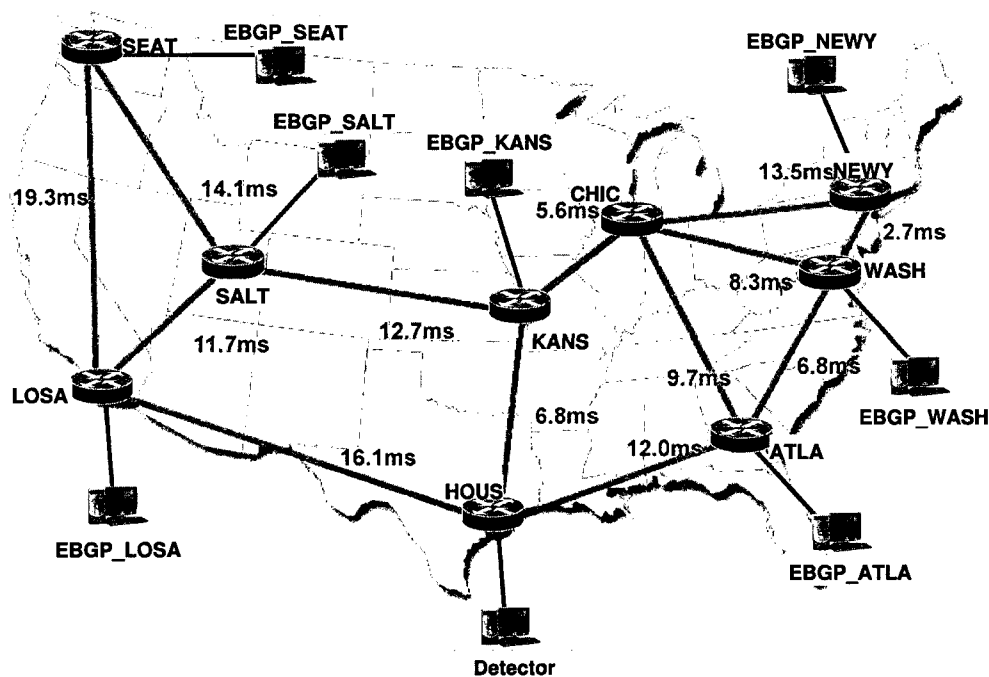 EBGP_SEAT
SEAT
EBGP_NEWY
EBGP_SALT
EBGP_KANS
19.3ms
14.1ms
CHIC
5.6ms
13.5ms
NEWY
2.7ms
WASH
8.3ms
SALT
12.7ms
KANS
11.7ms
LOSA
9.7ms
6.8ms
EBGP_WASH
6.8ms
12.0ms
ATLA
16.1ms
HOUS
EBGP_LOSA
EBGP_ATLA
Detector